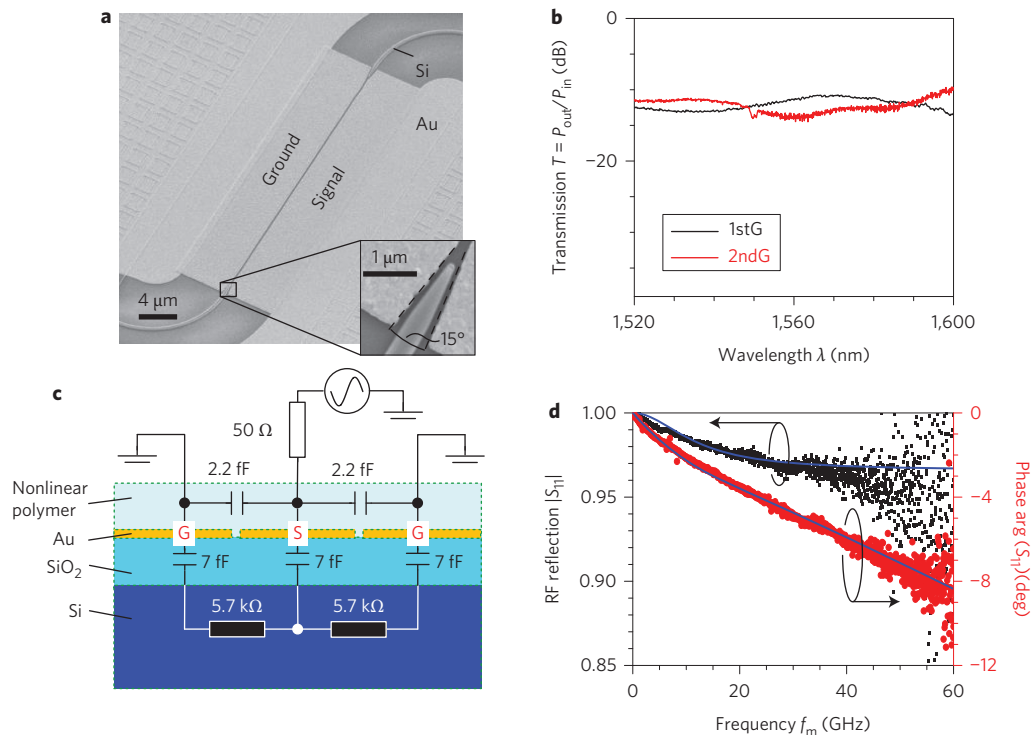 a
Si
Au
Ground
Signal
1 µm
4 µm
15°
b
0
−20
1,520
1,560
1,600
Transmission T = Pout/Pin (dB)
1stG
2ndG
Wavelength λ (nm)
c
50 Ω
2.2 fF
2.2 fF
Nonlinear
polymer
Au
SiO2
Si
G
S
G
7 fF
7 fF
7 fF
5.7 kΩ
5.7 kΩ
d
1.00
0.95
0.90
0.85
RF reflection |S11|
0
−4
−8
−12
Phase arg (S11)(deg)
0
20
40
60
Frequency fm (GHz)